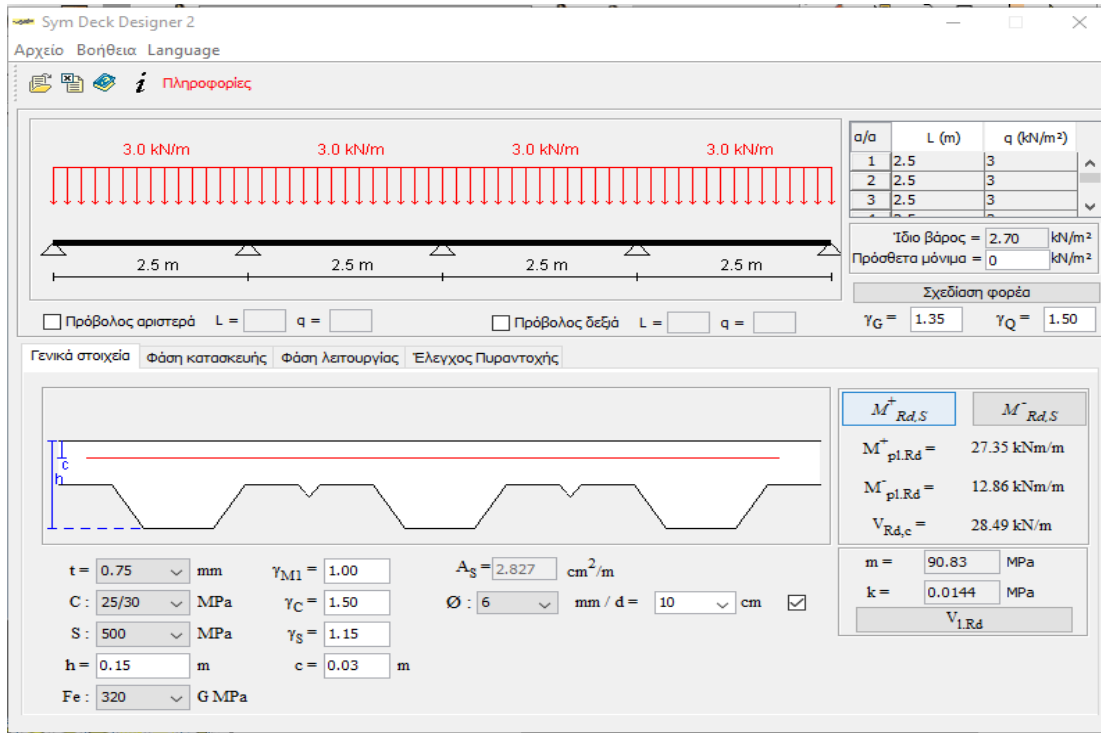 Sym Deck Designer 2
Αρχείο Βοήθεια Language
i Πληροφορίες
3.0 kN/m 3.0 kN/m 3.0 kN/m 3.0 kN/m
2.5 m 2.5 m 2.5 m 2.5 m
α/α L (m) q (kN/m²)
1 2.5 3
2 2.5 3
3 2.5 3
Ίδιο βάρος = 2.70 kN/m²
Πρόσθετα μόνιμα = 0 kN/m²
Σχεδίαση φορέα
Πρόβολος αριστερά L = q = Πρόβολος δεξιά L = q =
γG = 1.35 γQ = 1.50
Γενικά στοιχεία Φάση κατασκευής Φάση λειτουργίας Έλεγχος Πυραντοχής
c
h
M⁺Rd,S M⁻Rd,S
M⁺pl.Rd = 27.35 kNm/m
M⁻pl.Rd = 12.86 kNm/m
VRd,c = 28.49 kN/m
m = 90.83 MPa
k = 0.0144 MPa
V1.Rd
t = 0.75 mm γM1 = 1.00 AS = 2.827 cm²/m
C : 25/30 MPa γC = 1.50 Ø : 6 mm / d = 10 cm
S : 500 MPa γS = 1.15
h = 0.15 m c = 0.03 m
Fe : 320 G MPa